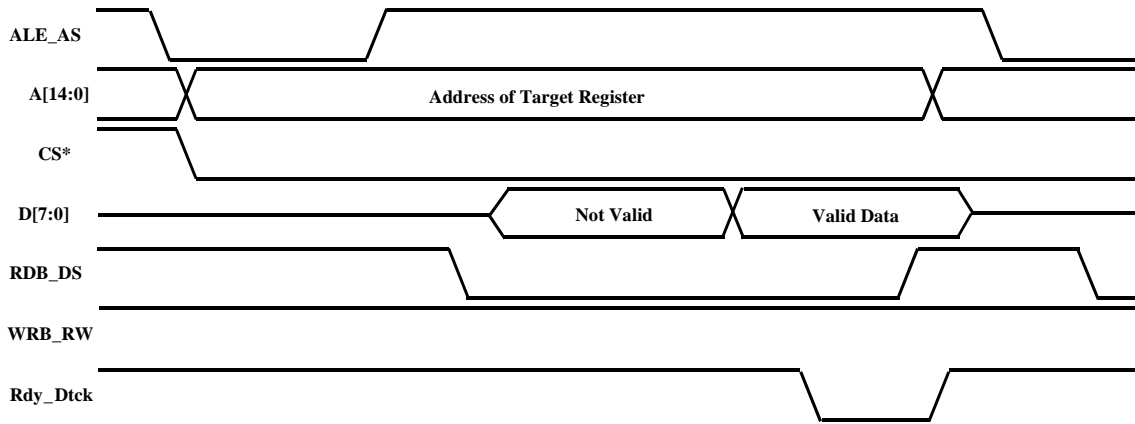 ALE_AS
A[14:0]
Address of Target Register
CS*
D[7:0]
Not Valid
Valid Data
RDB_DS
WRB_RW
Rdy_Dtck